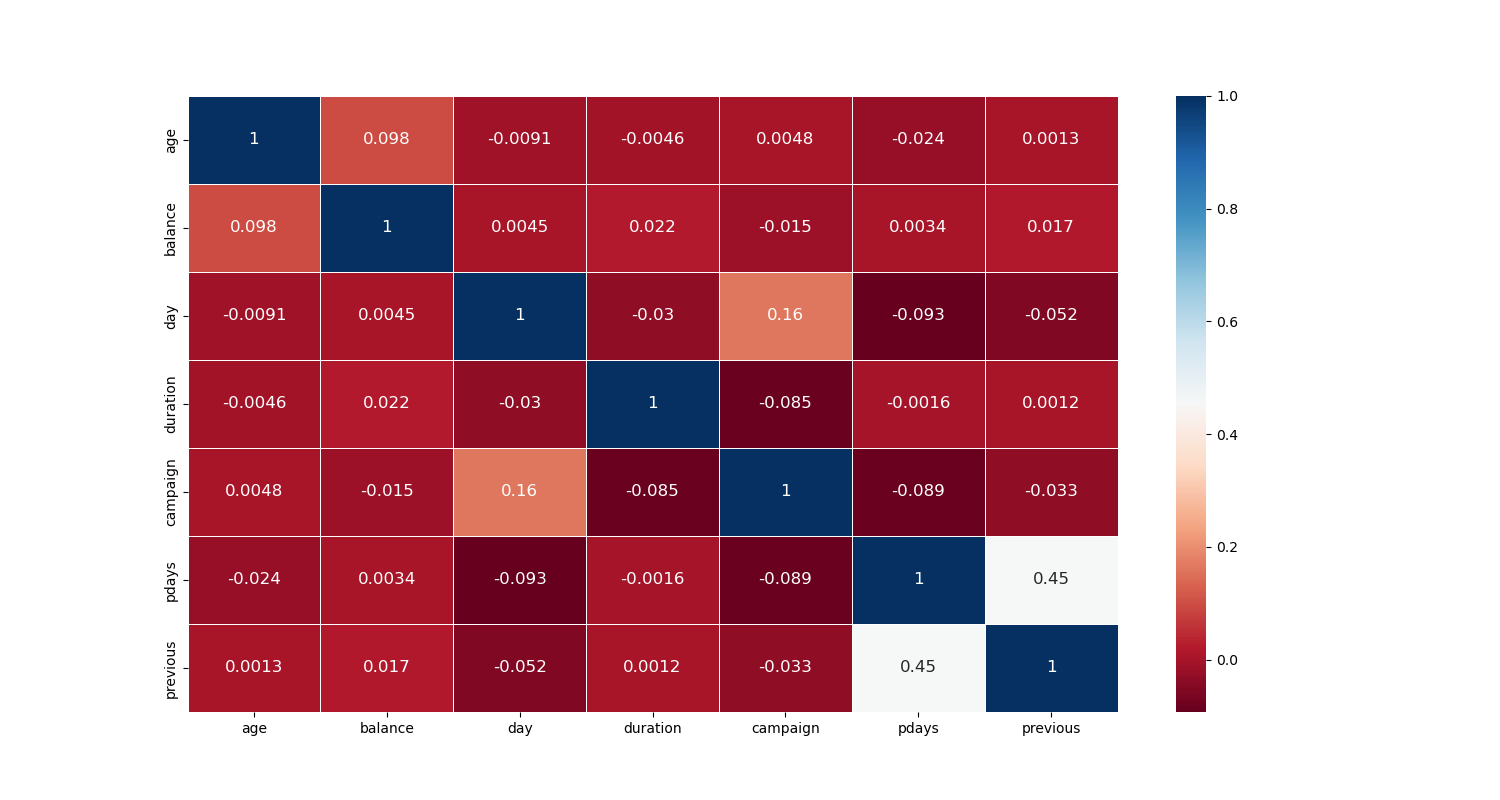 age 1 0.098 -0.0091 -0.0046 0.0048 -0.024 0.0013
balance 0.098 1 0.0045 0.022 -0.015 0.0034 0.017
day -0.0091 0.0045 1 -0.03 0.16 -0.093 -0.052
duration -0.0046 0.022 -0.03 1 -0.085 -0.0016 0.0012
campaign 0.0048 -0.015 0.16 -0.085 1 -0.089 -0.033
pdays -0.024 0.0034 -0.093 -0.0016 -0.089 1 0.45
previous 0.0013 0.017 -0.052 0.0012 -0.033 0.45 1
age balance day duration campaign pdays previous
1.0
0.8
0.6
0.4
0.2
0.0